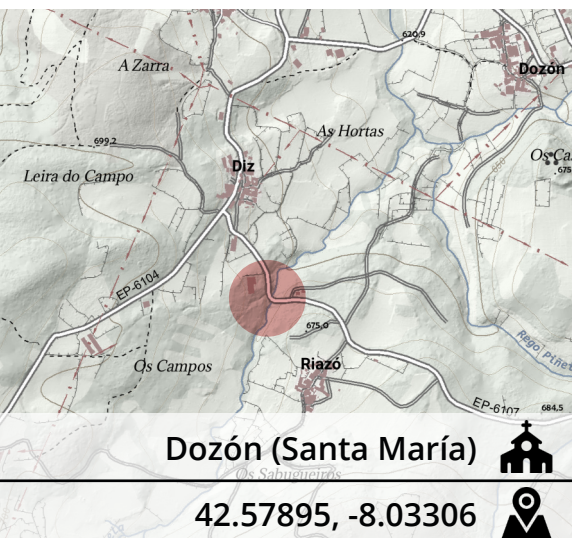 620,9
A Zarra
Dozón
699,2
As Hortas
Diz
Leira do Campo
Os Ca
675
650
EP-6104
675,0
Rego Piñei
Os Campos
Riazó
EP-6107
684,5
Dozón (Santa María)
Os Sabugueiros
42.57895, -8.03306